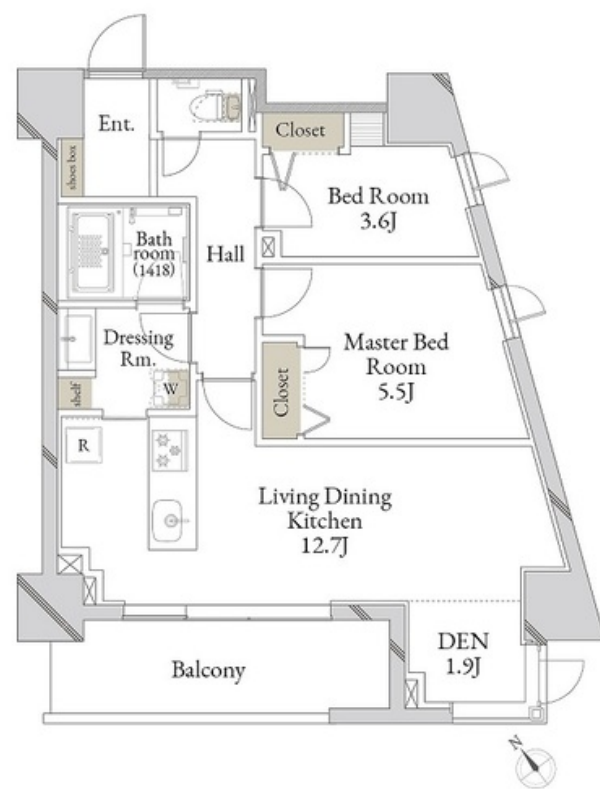 Ent.
shoes box
Closet
Bed Room
3.6J
Bath
room
(1418)
Hall
Dressing
Rm.
shelf
W
Master Bed
Room
5.5J
Closet
R
Living Dining
Kitchen
12.7J
DEN
1.9J
Balcony
N